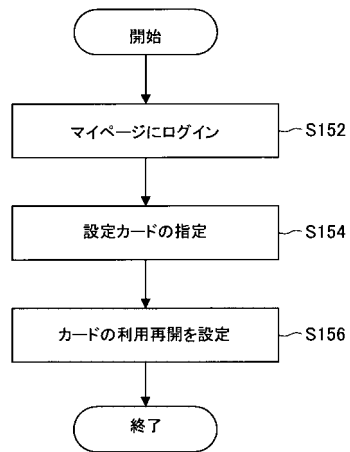 開始
マイページにログイン
S152
設定カードの指定
S154
カードの利用再開を設定
S156
終了